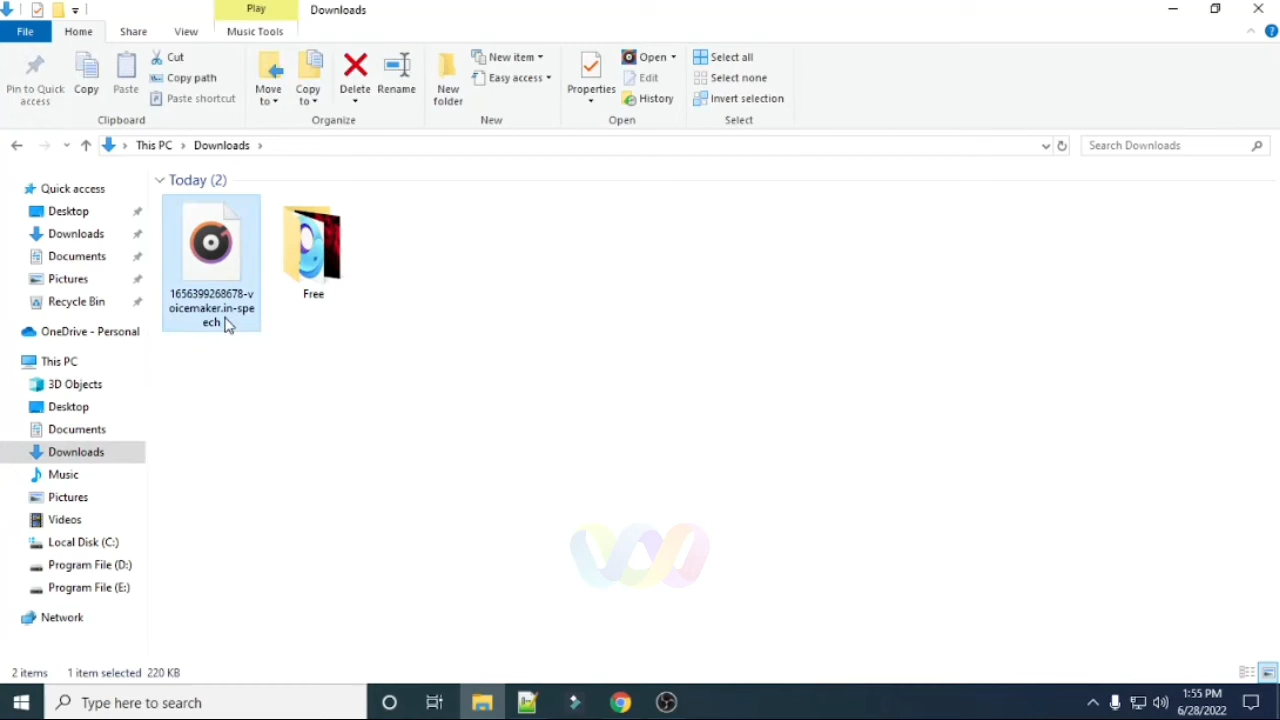 Play
Downloads
File
Home
Share
View
Music Tools
Pin to Quick access
Copy
Paste
Cut
Copy path
Paste shortcut
Clipboard
Move to
Copy to
Delete
Rename
Organize
New folder
New item
Easy access
New
Properties
Open
Edit
History
Open
Select all
Select none
Invert selection
Select
This PC
Downloads
Search Downloads
Quick access
Desktop
Downloads
Documents
Pictures
Recycle Bin
OneDrive - Personal
This PC
3D Objects
Desktop
Documents
Downloads
Music
Pictures
Videos
Local Disk (C:)
Program File (D:)
Program File (E:)
Network
Today (2)
1656399268678-v
oicemaker.in-spe
ech
Free
2 items
1 item selected
220 KB
Type here to search
1:55 PM
6/28/2022